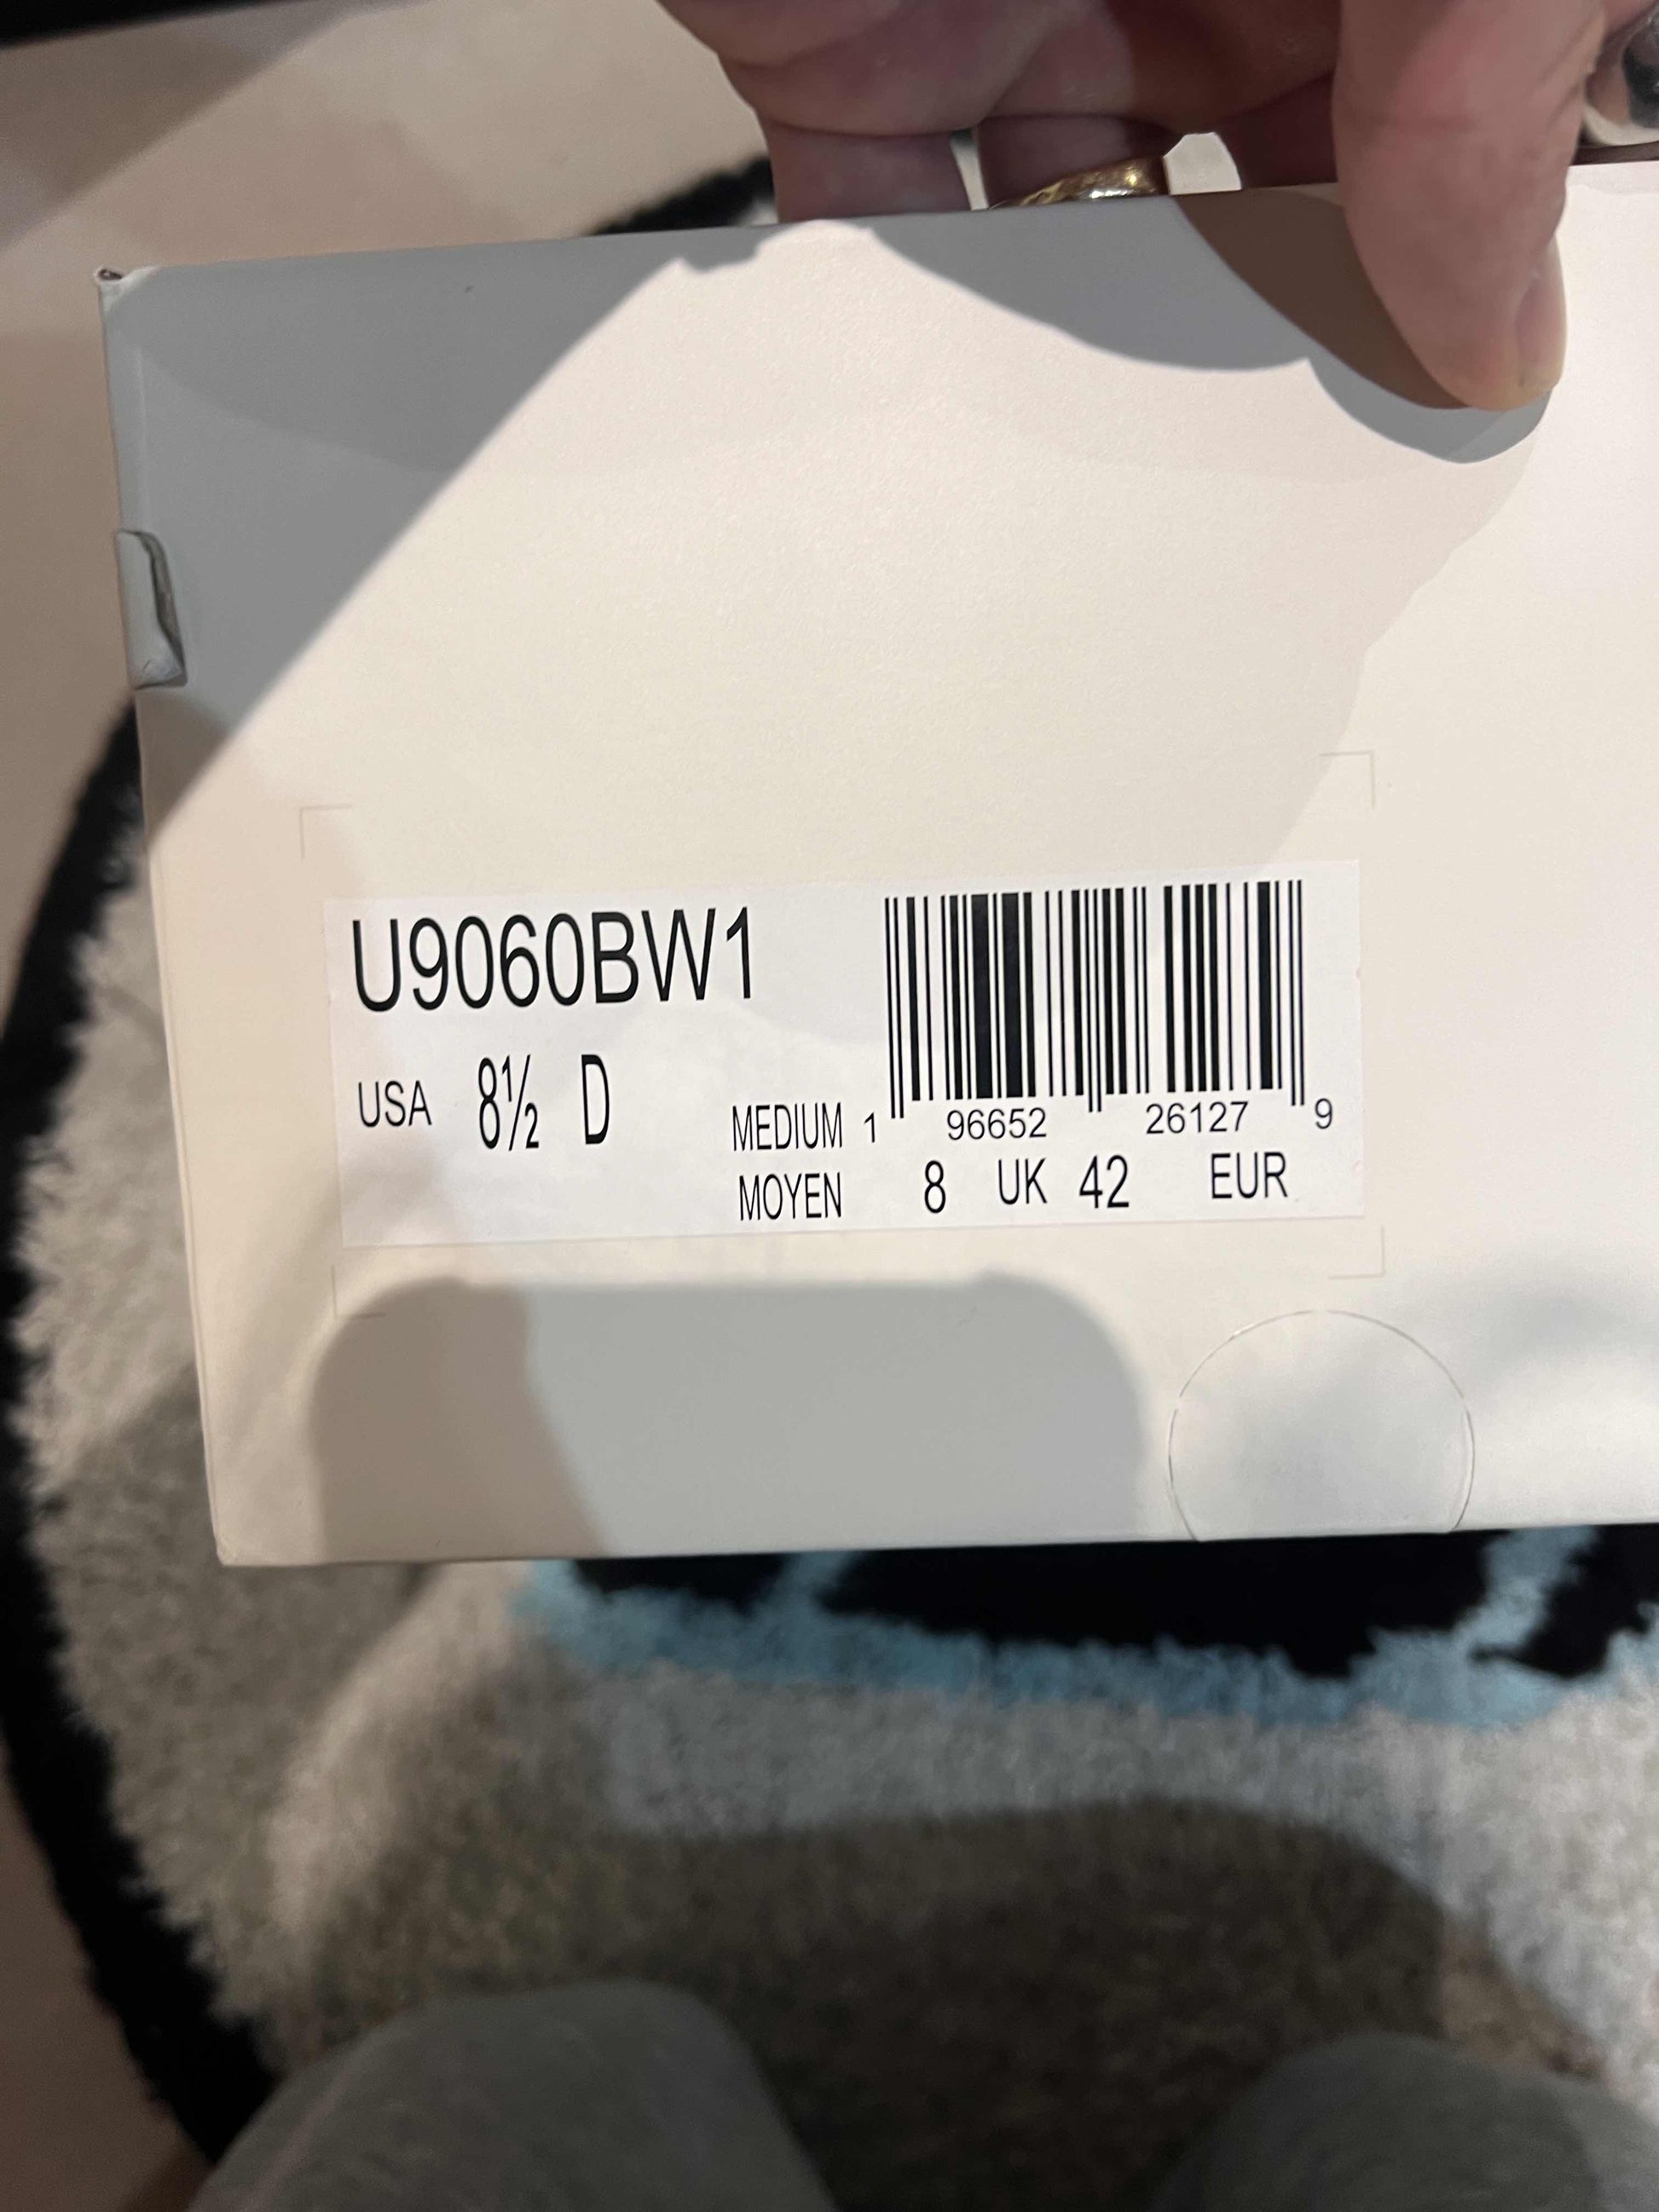 U9060BW1
USA 8½ D
MEDIUM
MOYEN
1 96652 26127 9
8 UK 42 EUR